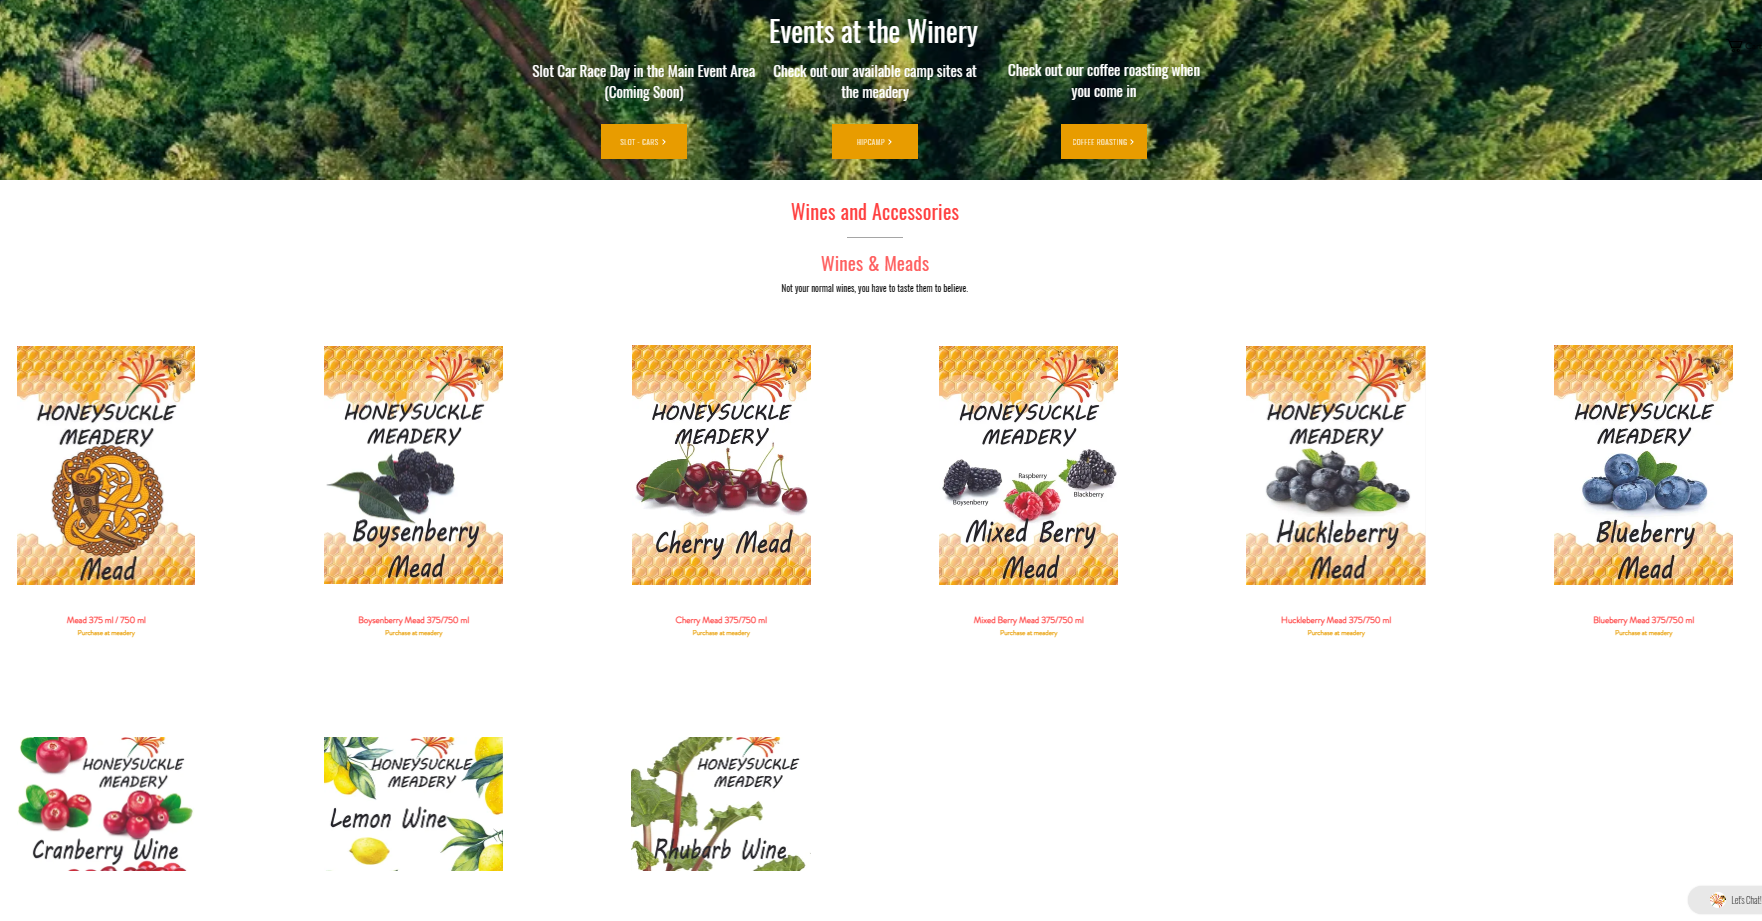 Events at the Winery
Slot Car Race Day in the Main Event Area
(Coming Soon)
Check out our available camp sites at
the meadery
Check out our coffee roasting when
you come in
SLOT - CARS >
HIPCAMP >
COFFEE ROASTING >
Wines and Accessories
Wines & Meads
Not your normal wines, you have to taste them to believe.
HONEYSUCKLE
MEADERY
Mead
HONEYSUCKLE
MEADERY
Boysenberry
Mead
HONEYSUCKLE
MEADERY
Cherry Mead
HONEYSUCKLE
MEADERY
Boysenberry
Raspberry
Blackberry
Mixed Berry
Mead
HONEYSUCKLE
MEADERY
Huckleberry
Mead
HONEYSUCKLE
MEADERY
Blueberry
Mead
Mead 375 ml / 750 ml
Purchase at meadery
Boysenberry Mead 375/750 ml
Purchase at meadery
Cherry Mead 375/750 ml
Purchase at meadery
Mixed Berry Mead 375/750 ml
Purchase at meadery
Huckleberry Mead 375/750 ml
Purchase at meadery
Blueberry Mead 375/750 ml
Purchase at meadery
HONEYSUCKLE
MEADERY
Cranberry Wine
HONEYSUCKLE
MEADERY
Lemon Wine
HONEYSUCKLE
MEADERY
Rhubarb Wine
Let's Chat!